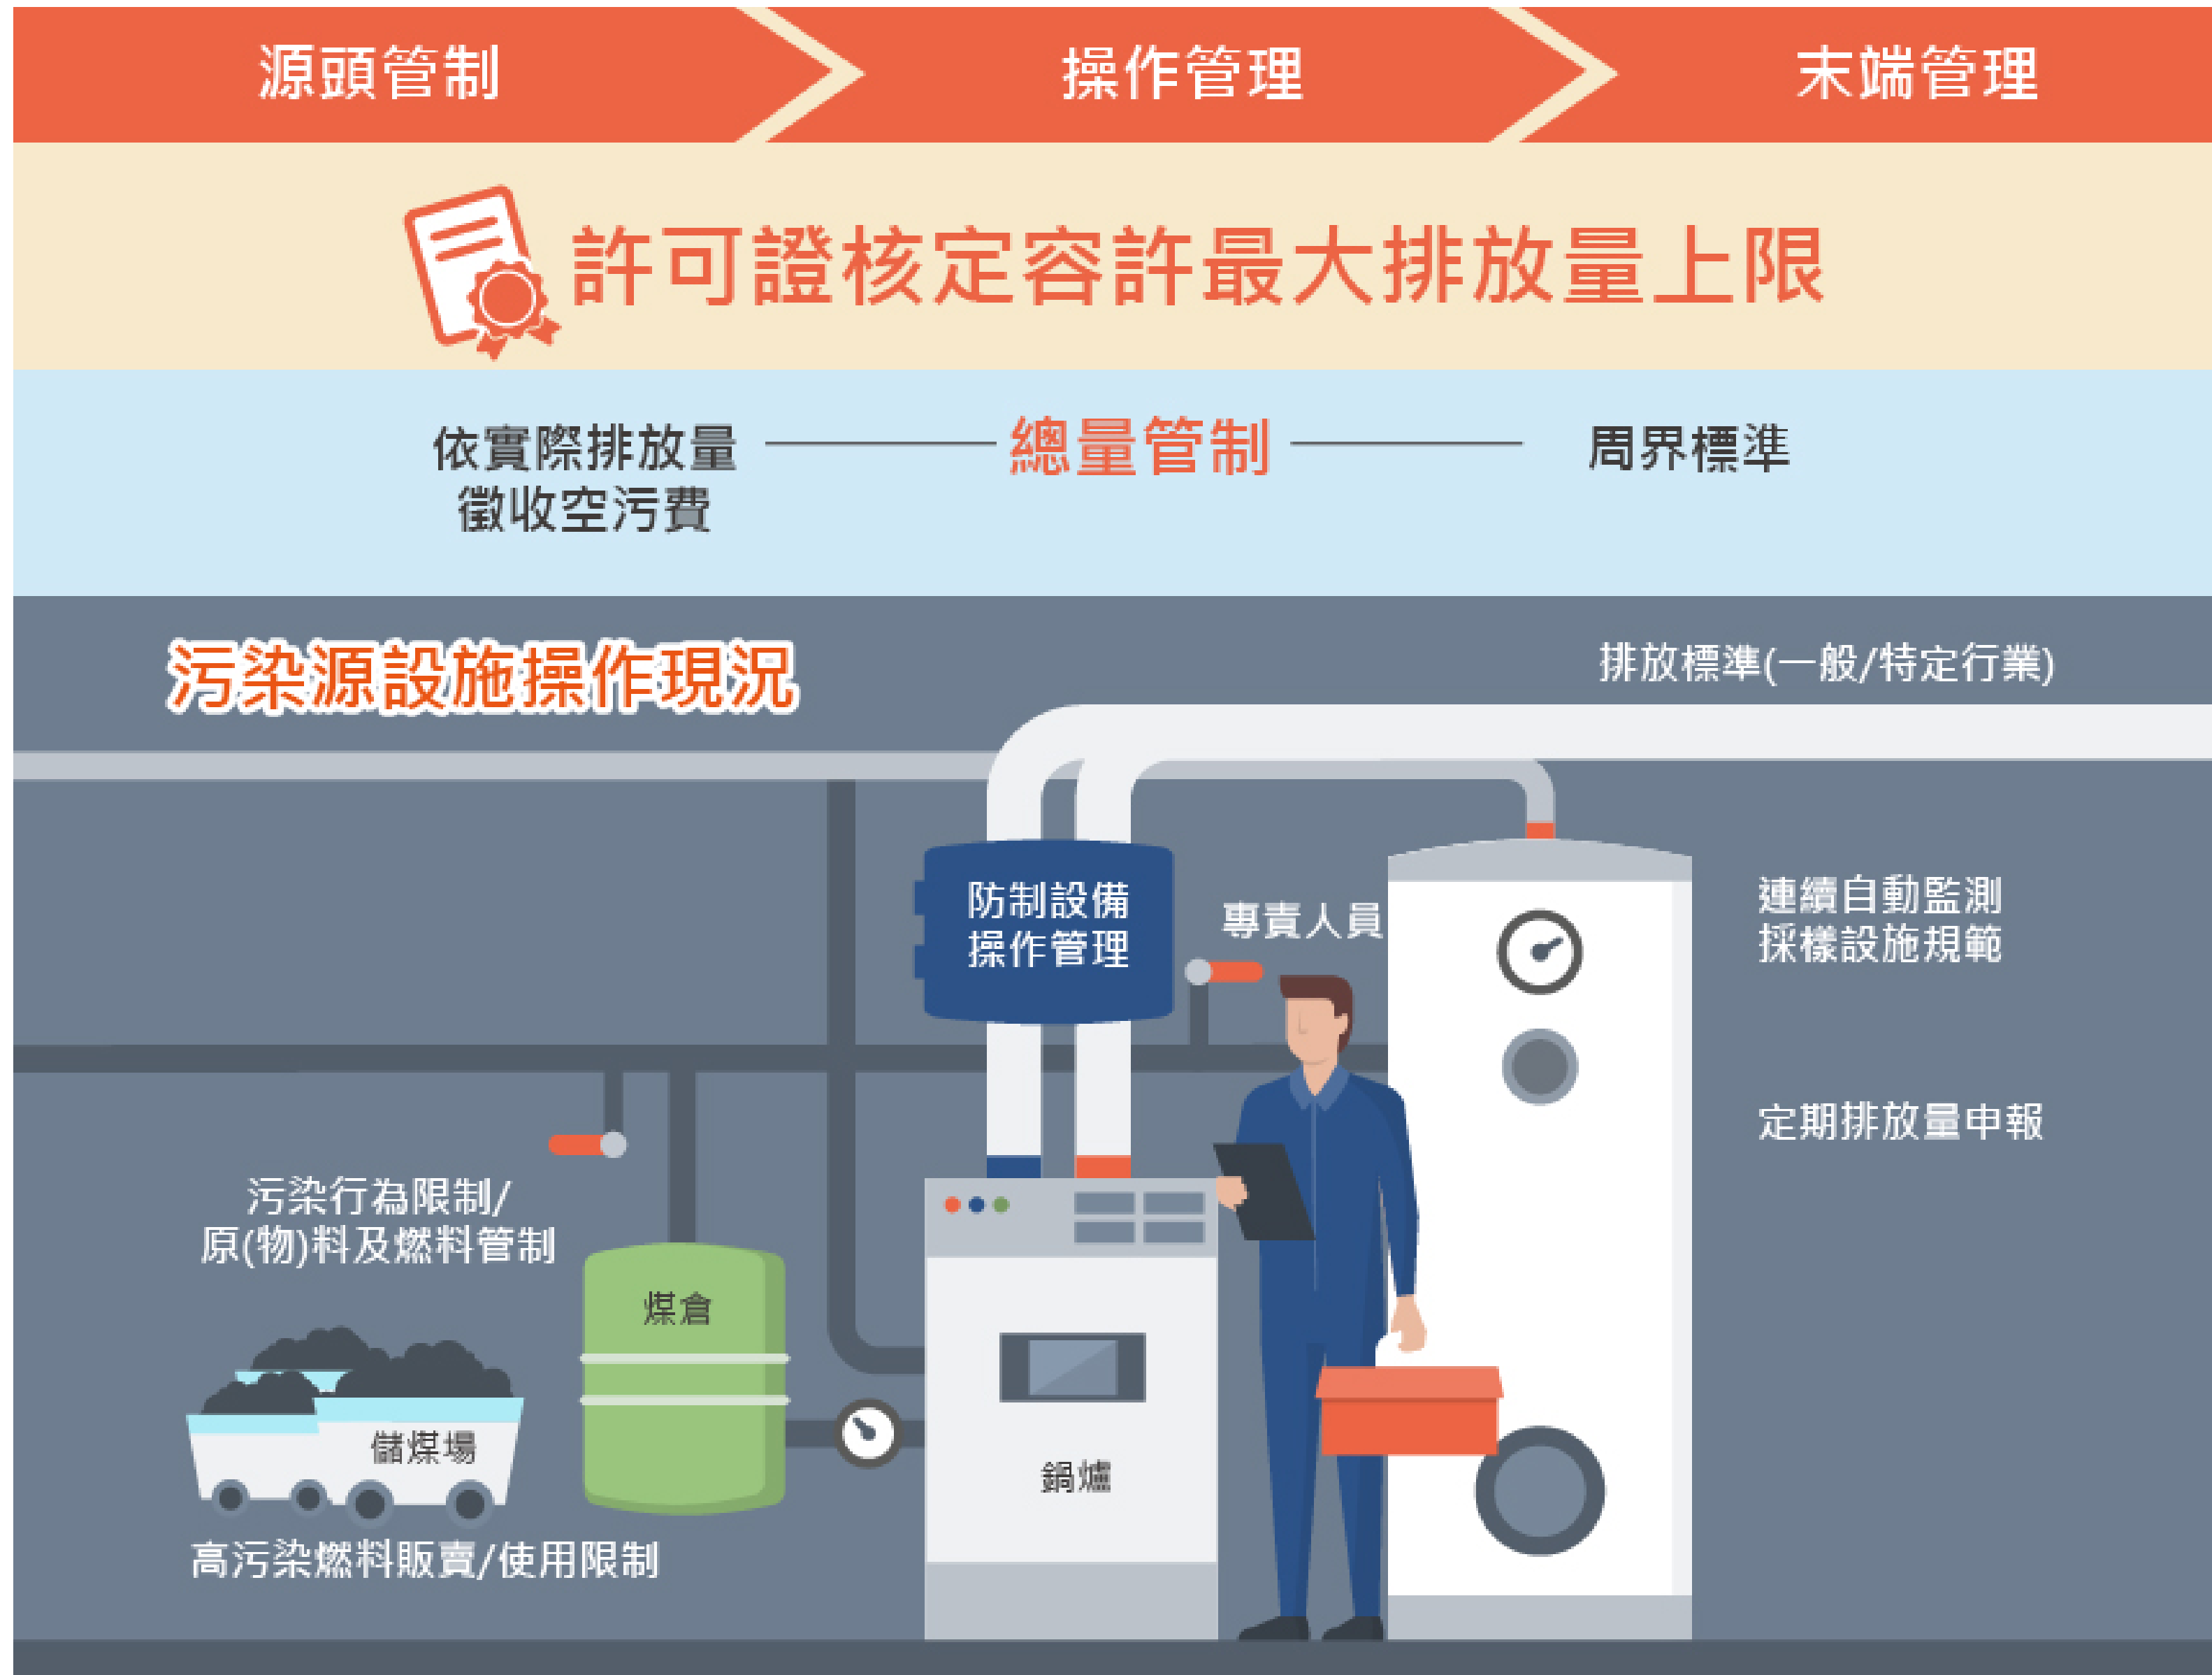 源頭管制
操作管理
末端管理
許可證核定容許最大排放量上限
依實際排放量
徵收空污費
總量管制
周界標準
污染源設施操作現況
排放標準(一般/特定行業)
防制設備
操作管理
專責人員
連續自動監測
採樣設施規範
定期排放量申報
污染行為限制/
原(物)料及燃料管制
煤倉
儲煤場
鍋爐
高污染燃料販賣/使用限制